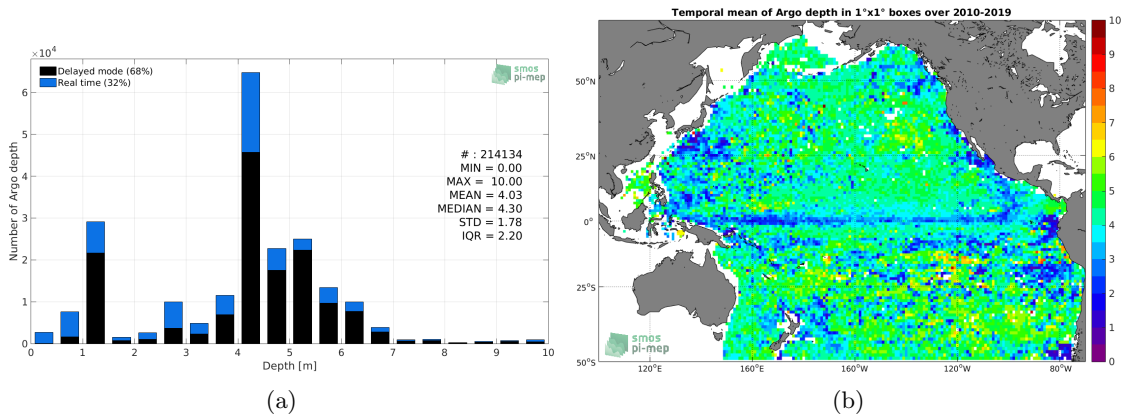 ×10⁴
6
5
4
3
2
1
0
Number of Argo depth
Delayed mode (68%)
Real time (32%)
smos
pi-mep
# : 214134
MIN = 0.00
MAX = 10.00
MEAN = 4.03
MEDIAN = 4.30
STD = 1.78
IQR = 2.20
0 1 2 3 4 5 6 7 8 9 10
Depth [m]
(a)
Temporal mean of Argo depth in 1°x1° boxes over 2010-2019
50°N
25°N
0°
25°S
50°S
smos
pi-mep
120°E 160°E 160°W 120°W 80°W
10
9
8
7
6
5
4
3
2
1
0
(b)